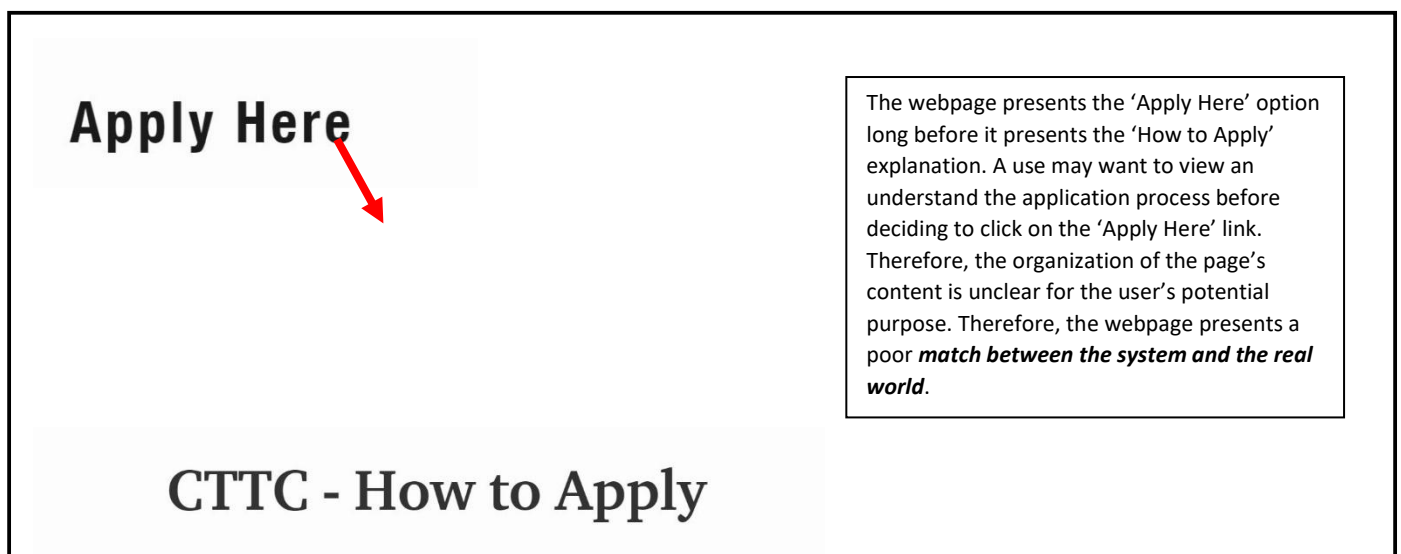 Apply Here
The webpage presents the ‘Apply Here’ option
long before it presents the ‘How to Apply’
explanation. A use may want to view an
understand the application process before
deciding to click on the ‘Apply Here’ link.
Therefore, the organization of the page’s
content is unclear for the user’s potential
purpose. Therefore, the webpage presents a
poor match between the system and the real
world.
CTTC - How to Apply